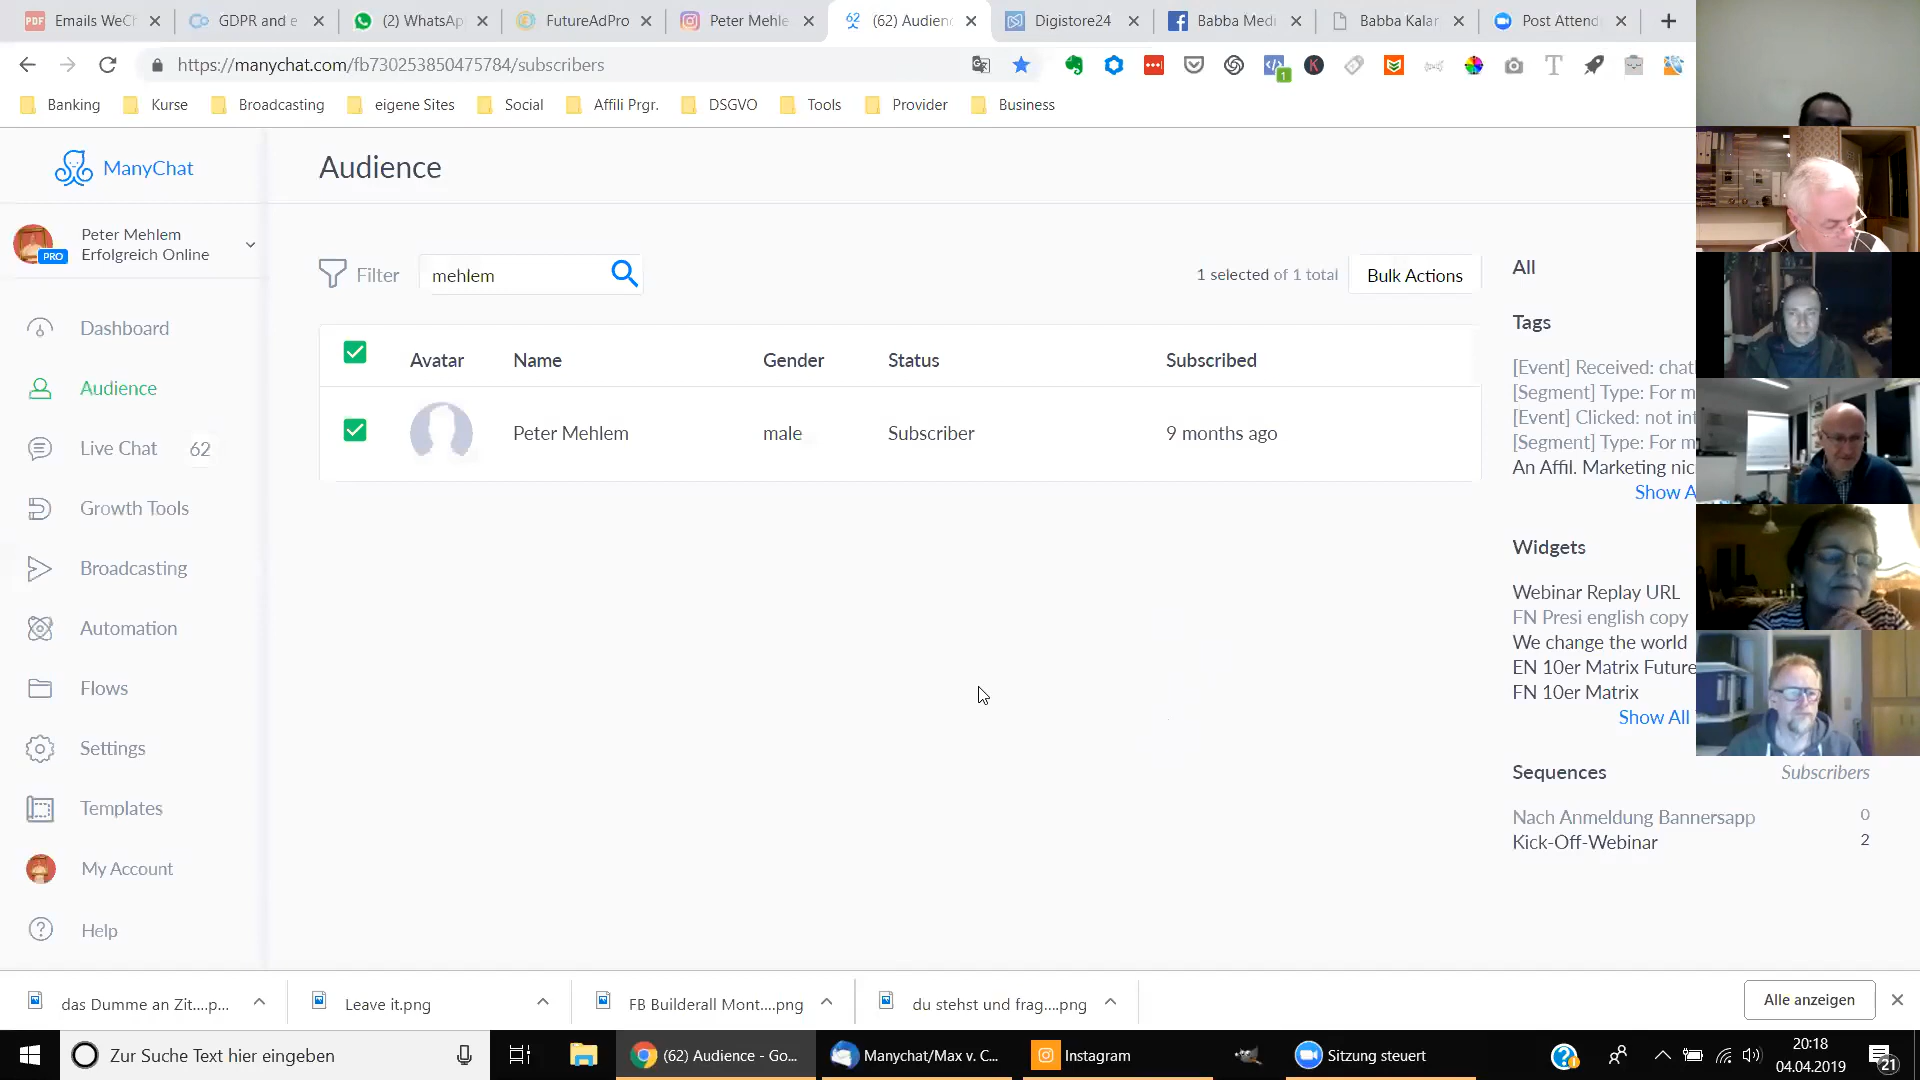 Emails WeCh
GDPR and e
(2) WhatsAp
FutureAdPro
Peter Mehle
(62) Audienc
Digistore24
Babba Medi
Babba Kalar
Post Attend
https://manychat.com/fb730253850475784/subscribers
Banking
Kurse
Broadcasting
eigene Sites
Social
Affili Prgr.
DSGVO
Tools
Provider
Business
ManyChat
Audience
Peter Mehlem
Erfolgreich Online
PRO
Filter
mehlem
1 selected of 1 total
Bulk Actions
Avatar
Name
Gender
Status
Subscribed
Peter Mehlem
male
Subscriber
9 months ago
Dashboard
Audience
Live Chat
62
Growth Tools
Broadcasting
Automation
Flows
Settings
Templates
My Account
Help
All
Tags
[Event] Received: chatl
[Segment] Type: For m
[Event] Clicked: not int
[Segment] Type: For m
An Affil. Marketing nic
Show A
Widgets
Webinar Replay URL
FN Presi english copy
We change the world
EN 10er Matrix Future
FN 10er Matrix
Show All
Sequences
Subscribers
Nach Anmeldung Bannersapp
0
Kick-Off-Webinar
2
das Dumme an Zit....p...
Leave it.png
FB Builderall Mont....png
du stehst und frag....png
Alle anzeigen
Zur Suche Text hier eingeben
(62) Audience - Go...
Manychat/Max v. C...
Instagram
Sitzung steuert
20:18
04.04.2019
21